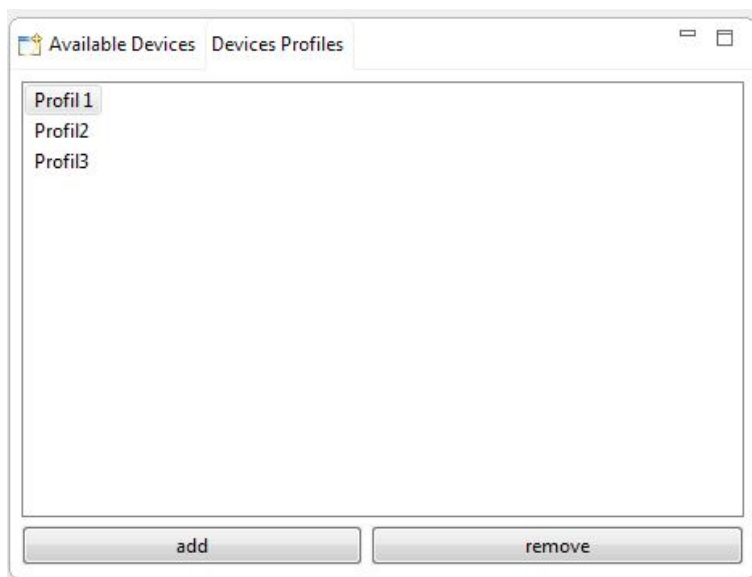 Available Devices Devices Profiles
Profil 1
Profil2
Profil3
add remove